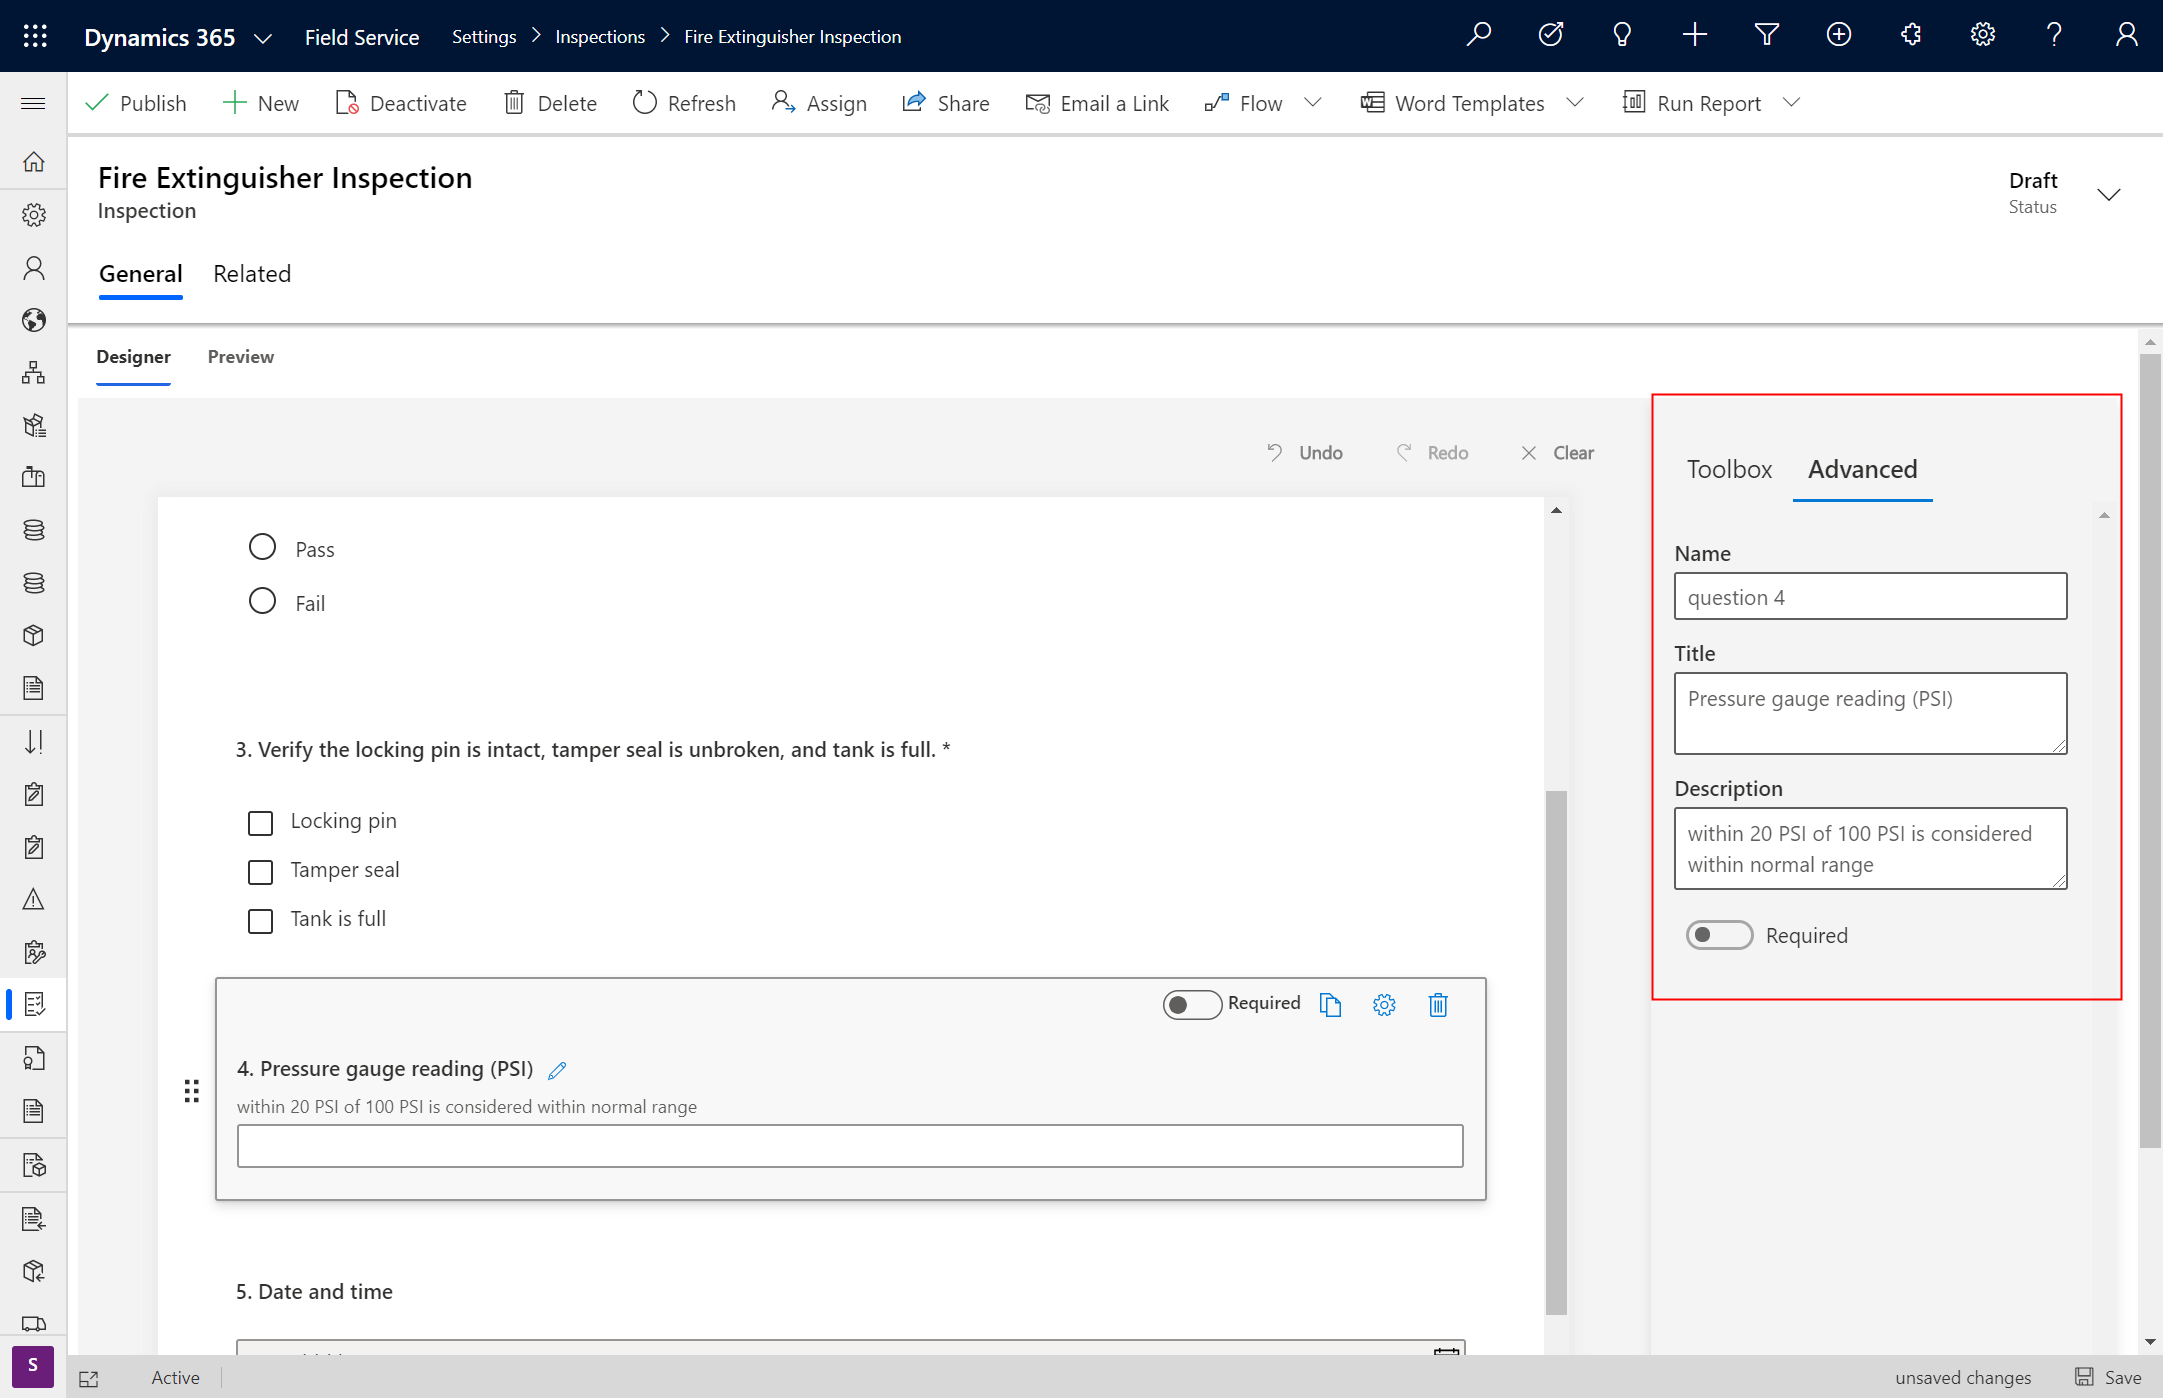 Dynamics 365 Field Service Settings Inspections Fire Extinguisher Inspection
Publish New Deactivate Delete Refresh Assign Share Email a Link Flow Word Templates Run Report
Fire Extinguisher Inspection
Inspection
Draft
Status
General Related
Designer Preview
Undo Redo Clear
Pass
Fail
3. Verify the locking pin is intact, tamper seal is unbroken, and tank is full. *
Locking pin
Tamper seal
Tank is full
Required
4. Pressure gauge reading (PSI)
within 20 PSI of 100 PSI is considered within normal range
5. Date and time
Toolbox Advanced
Name
question 4
Title
Pressure gauge reading (PSI)
Description
within 20 PSI of 100 PSI is considered
within normal range
Required
S
Active
unsaved changes Save